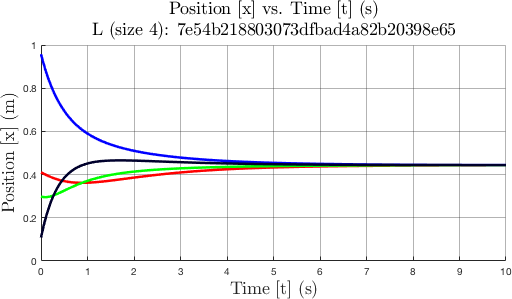 Position [x] vs. Time [t] (s)
L (size 4): 7e54b218803073dfbad4a82b20398e65
Position [x] (m)
1
0.8
0.6
0.4
0.2
0
0 1 2 3 4 5 6 7 8 9 10
Time [t] (s)